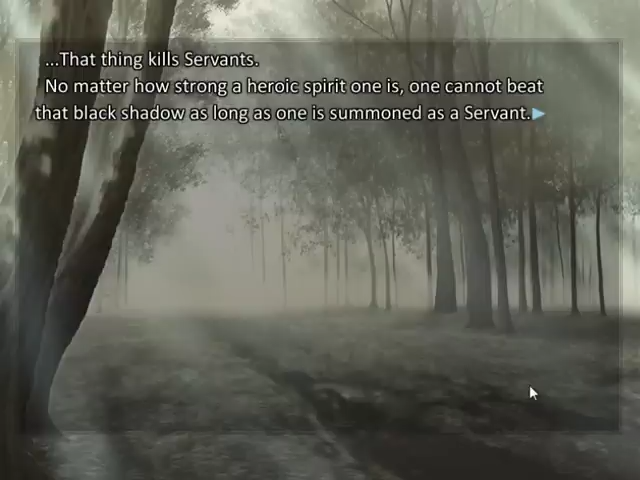 ...That thing kills Servants.
No matter how strong a heroic spirit one is, one cannot beat
that black shadow as long as one is summoned as a Servant.